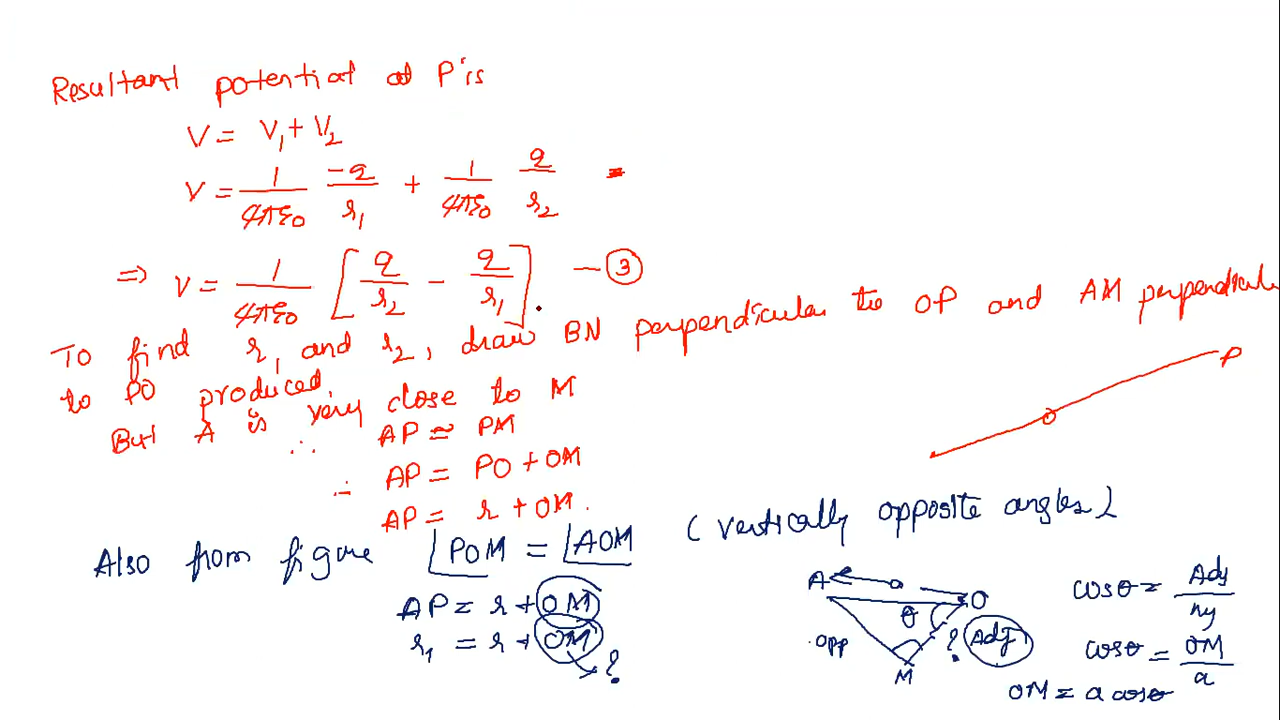 Resultant potential at P is
V = V₁ + V₂
V = 1/4πε₀ -q/r₁ + 1/4πε₀ q/r₂
⇒ V = 1/4πε₀ [q/r₂ - q/r₁] — ③
To find r₁ and r₂, draw BN perpendicular to OP and AM perpendicular
to PO produced.
But A is very close to M
∴ AP ≈ PM
∴ AP = PO + OM
AP = r + OM.
P
O
Also from figure ∠POM = ∠AOM (vertically opposite angles)
AP = r + OM
r₁ = r + OM → ?
A a O
θ
opp ? Adj
M
cosθ = Adj/hy
cosθ = OM/a
OM = a cosθ